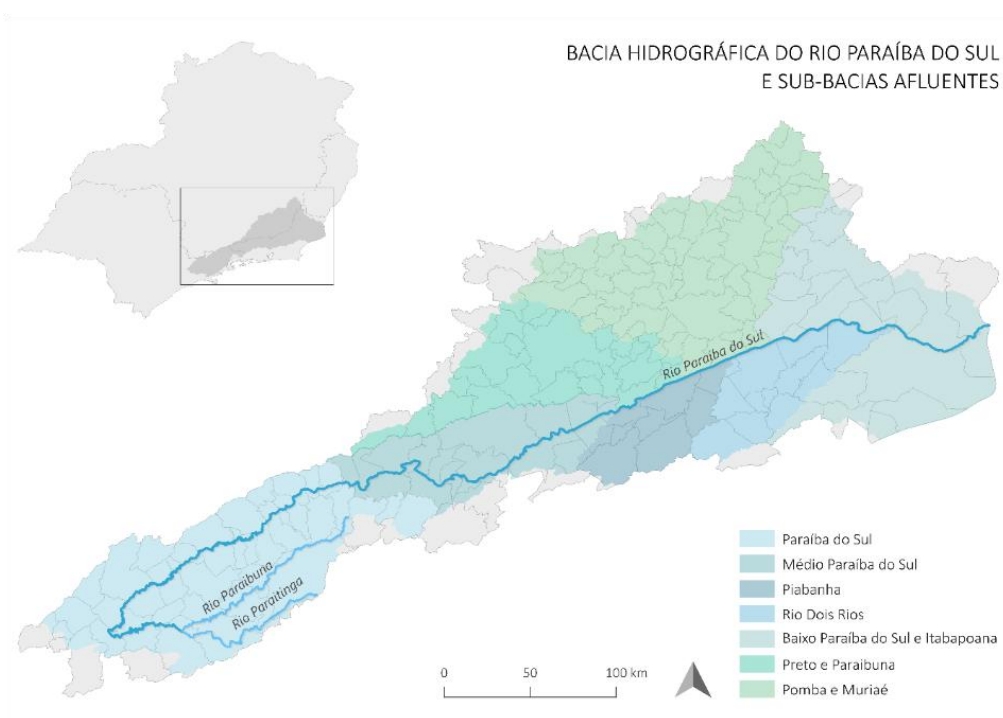 BACIA HIDROGRÁFICA DO RIO PARAÍBA DO SUL
E SUB-BACIAS AFLUENTES
Rio Paraíba do Sul
Rio Paraibuna
Rio Paraitinga
Paraíba do Sul
Médio Paraíba do Sul
Piabanha
Rio Dois Rios
Baixo Paraíba do Sul e Itabapoana
Preto e Paraibuna
Pomba e Muriaé
0 50 100 km